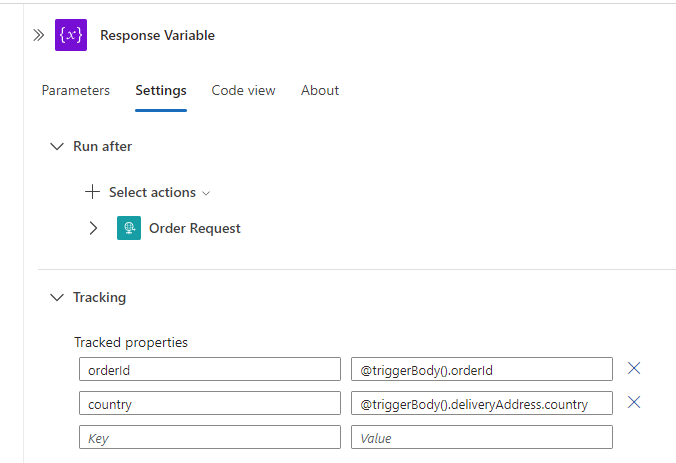 {x} Response Variable
Parameters Settings Code view About
Run after
Select actions
Order Request
Tracking
Tracked properties
orderId @triggerBody().orderId
country @triggerBody().deliveryAddress.country
Key Value